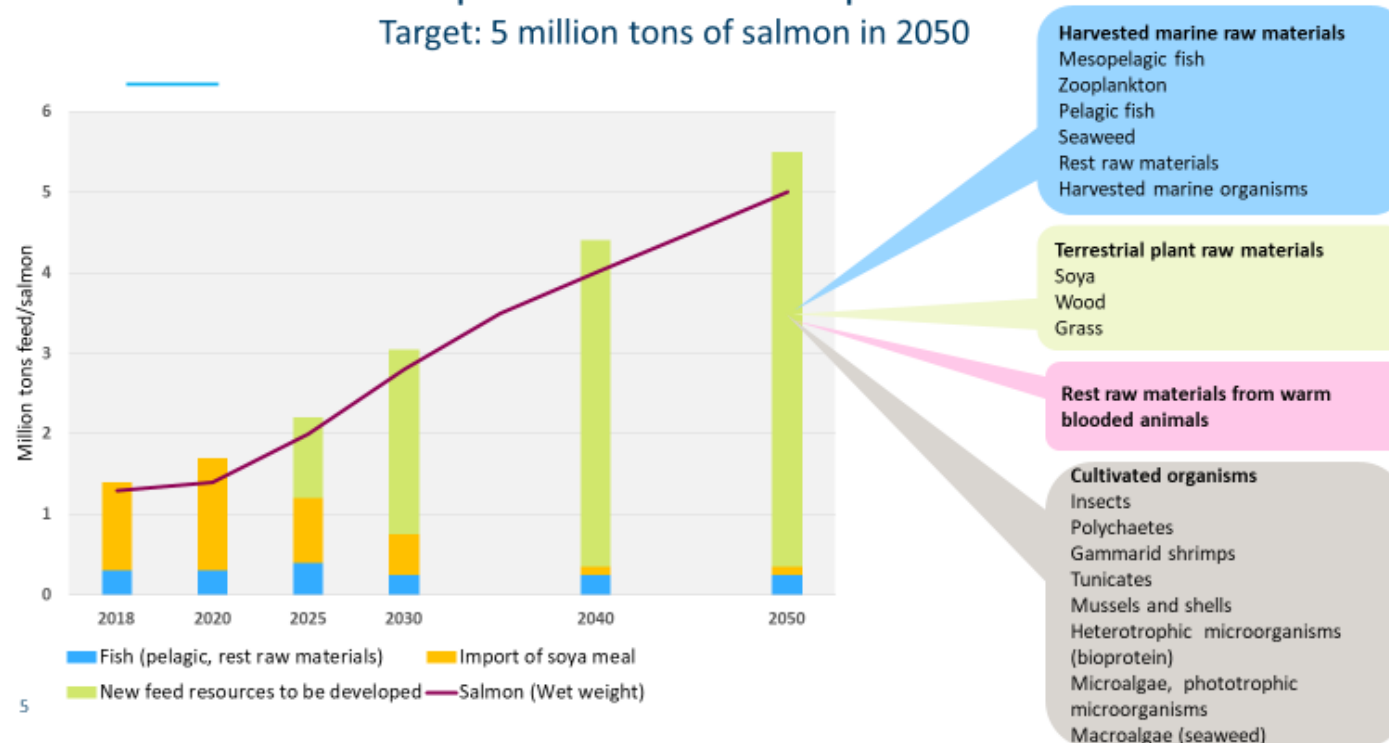 Target: 5 million tons of salmon in 2050
6
5
4
3
2
1
0
Million tons feed/salmon
2018
2020
2025
2030
2040
2050
Fish (pelagic, rest raw materials)
Import of soya meal
New feed resources to be developed
Salmon (Wet weight)
5
Harvested marine raw materials
Mesopelagic fish
Zooplankton
Pelagic fish
Seaweed
Rest raw materials
Harvested marine organisms
Terrestrial plant raw materials
Soya
Wood
Grass
Rest raw materials from warm
blooded animals
Cultivated organisms
Insects
Polychaetes
Gammarid shrimps
Tunicates
Mussels and shells
Heterotrophic microorganisms
(bioprotein)
Microalgae, phototrophic
microorganisms
Macroalgae (seaweed)